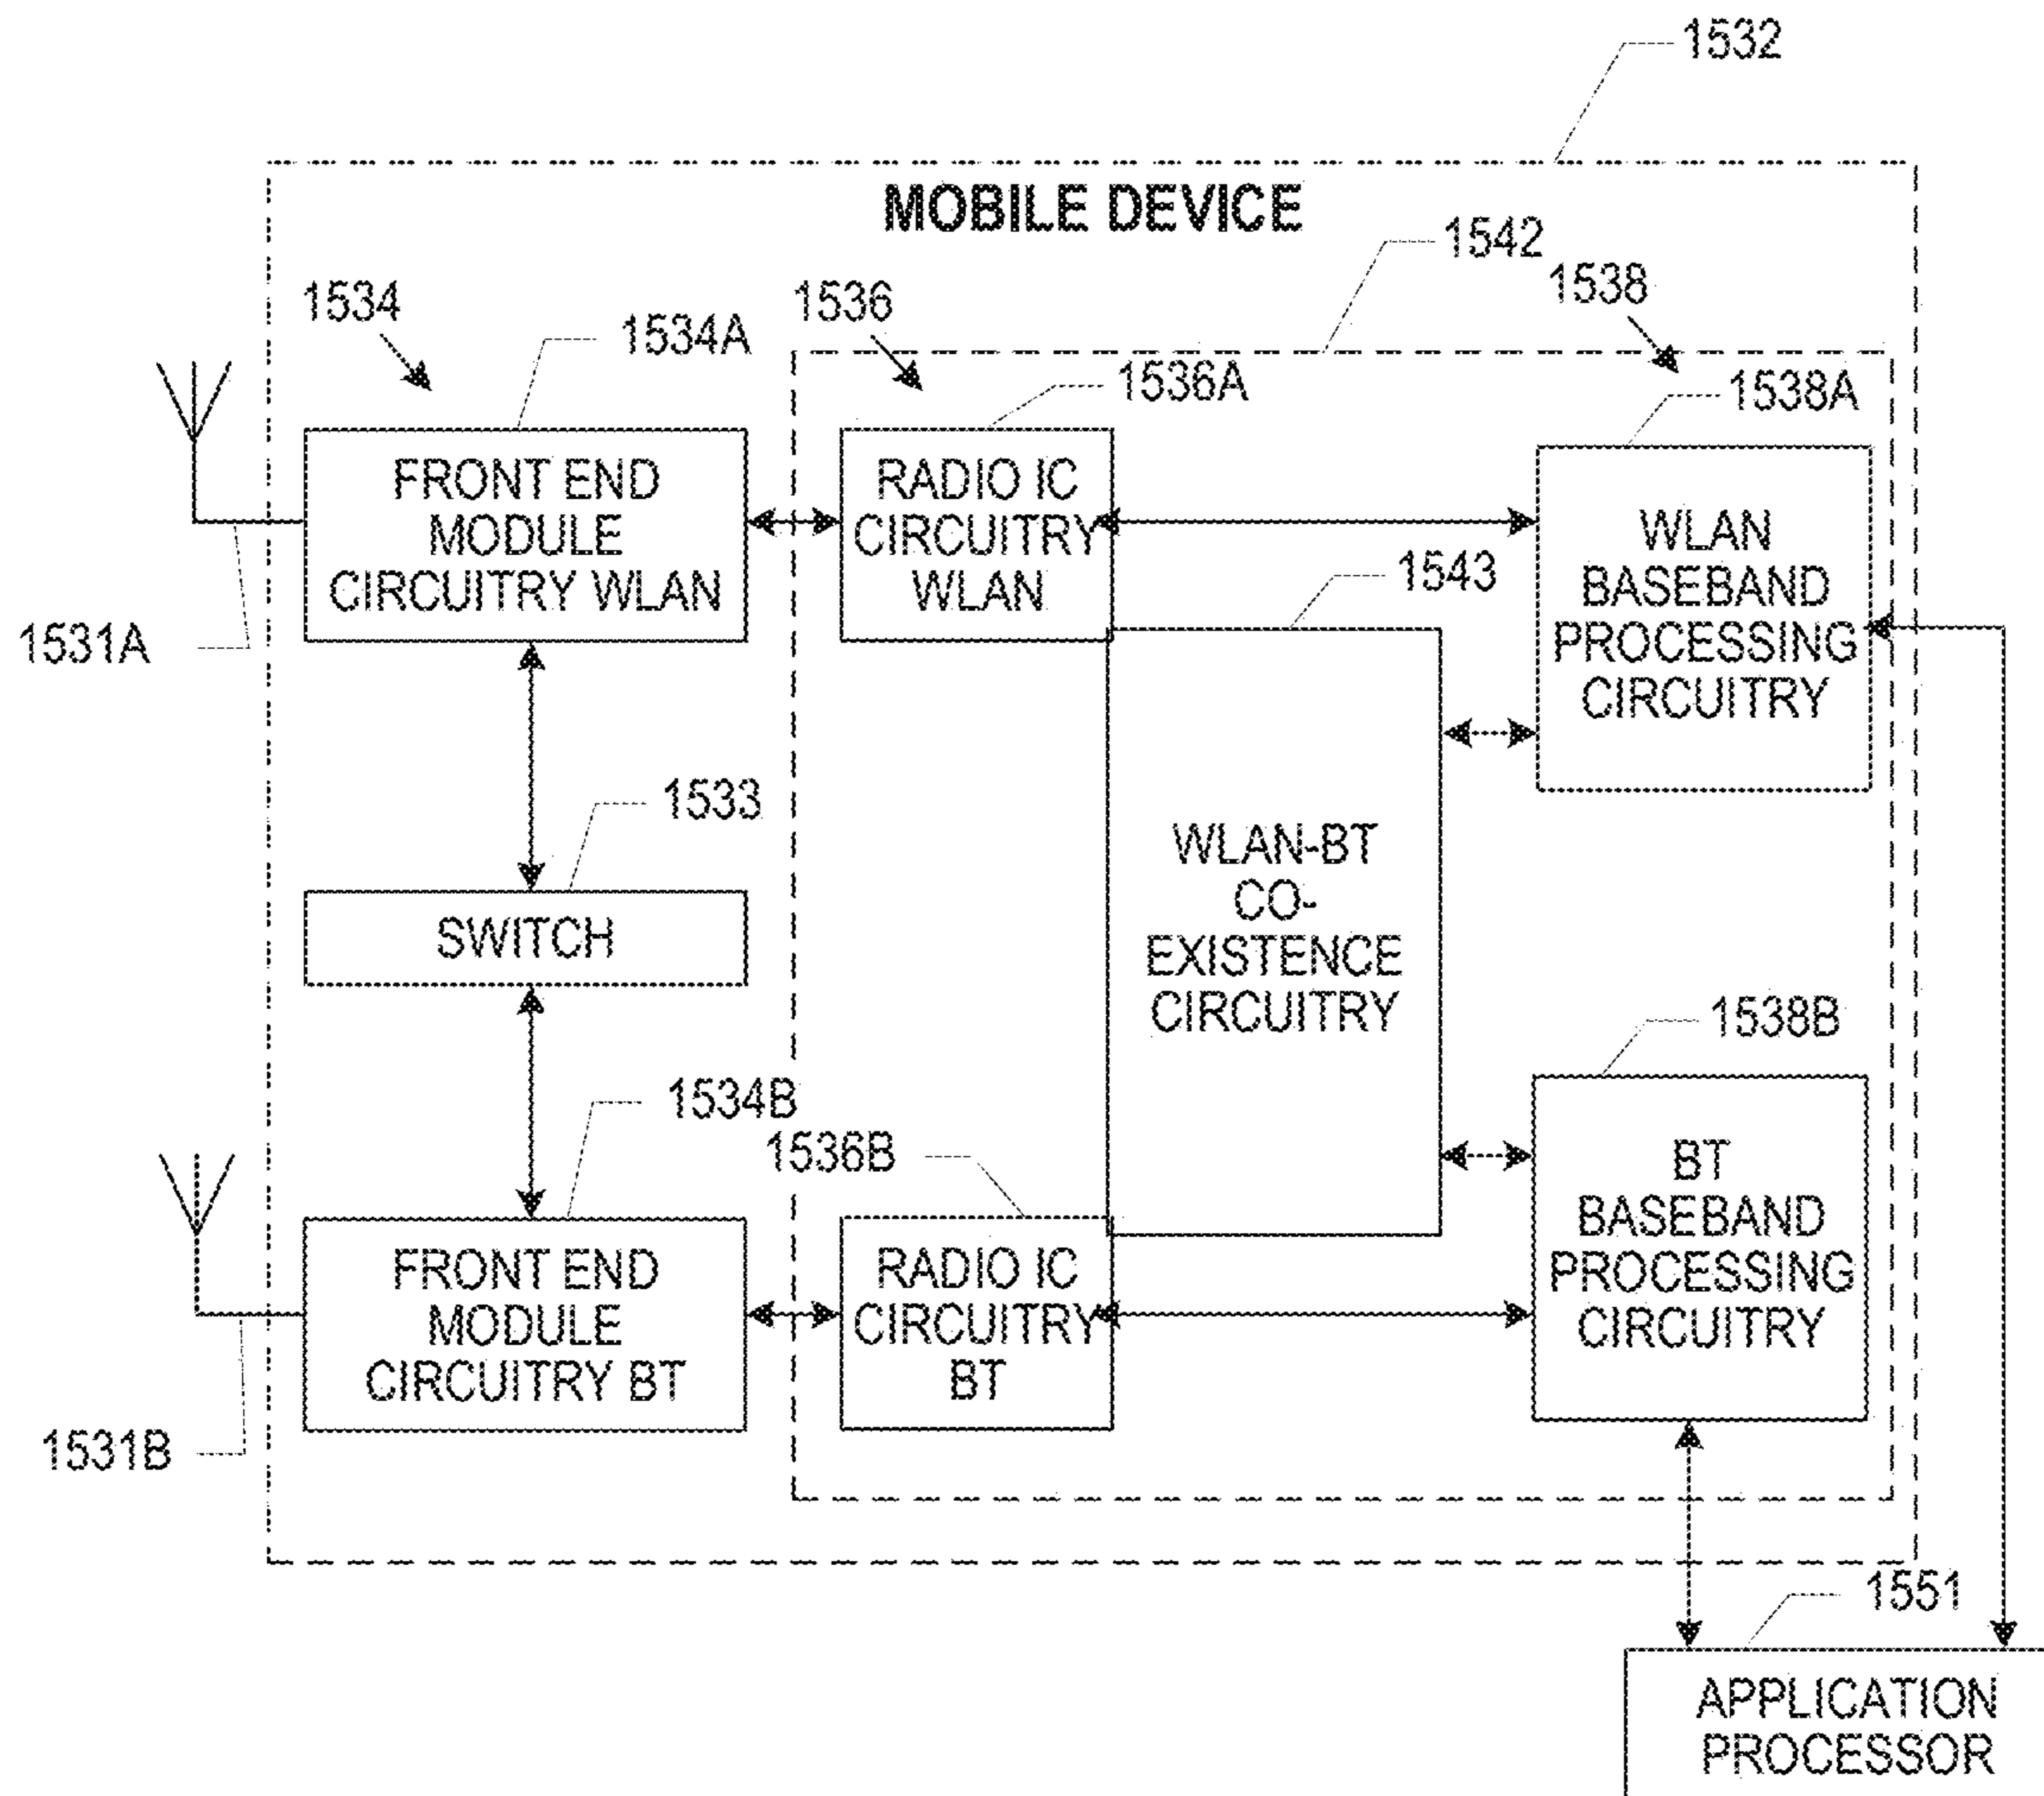 1532
MOBILE DEVICE
1542
1534
1536
1538
1534A
1536A
1538A
FRONT END
MODULE
CIRCUITRY WLAN
RADIO IC
CIRCUITRY
WLAN
WLAN
BASEBAND
PROCESSING
CIRCUITRY
1531A
1543
1533
SWITCH
WLAN-BT
CO-
EXISTENCE
CIRCUITRY
1534B
1536B
1538B
FRONT END
MODULE
CIRCUITRY BT
RADIO IC
CIRCUITRY
BT
BT
BASEBAND
PROCESSING
CIRCUITRY
1531B
1551
APPLICATION
PROCESSOR